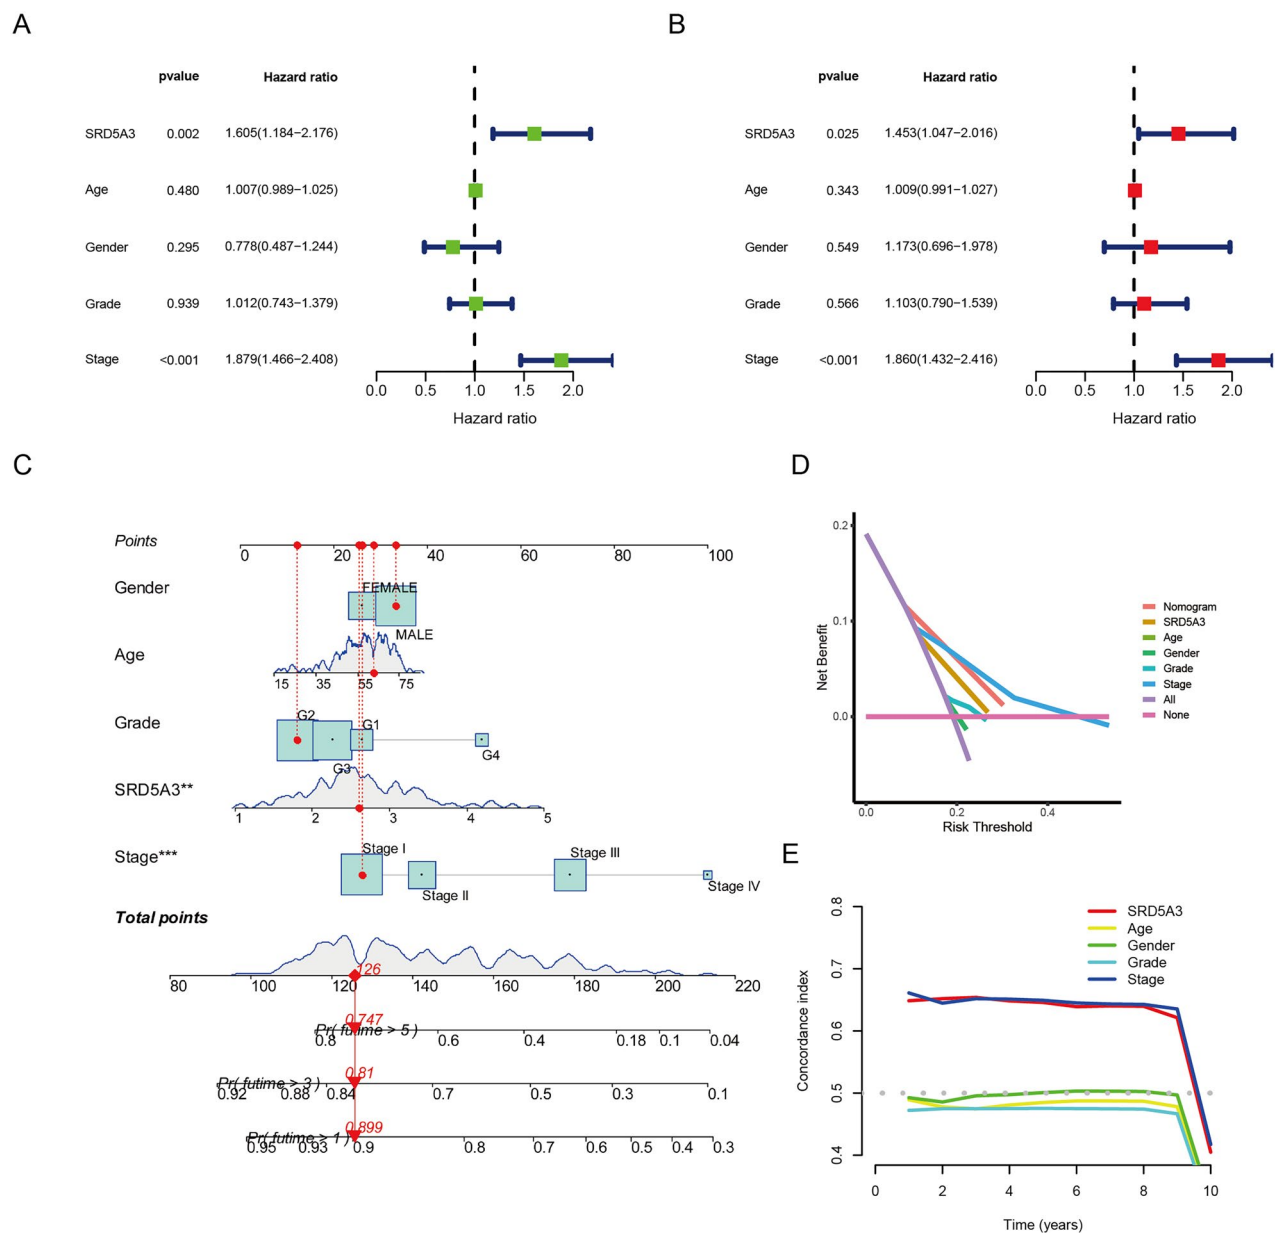 A
pvalue Hazard ratio
SRD5A3 0.002 1.605(1.184−2.176)
Age 0.480 1.007(0.989−1.025)
Gender 0.295 0.778(0.487−1.244)
Grade 0.939 1.012(0.743−1.379)
Stage <0.001 1.879(1.466−2.408)
0.0 0.5 1.0 1.5 2.0
Hazard ratio
B
pvalue Hazard ratio
SRD5A3 0.025 1.453(1.047−2.016)
Age 0.343 1.009(0.991−1.027)
Gender 0.549 1.173(0.696−1.978)
Grade 0.566 1.103(0.790−1.539)
Stage <0.001 1.860(1.432−2.416)
0.0 0.5 1.0 1.5 2.0
Hazard ratio
C
Points
0 20 40 60 80 100
Gender
FEMALE
MALE
Age
15 35 55 75
Grade
G2
G1
G3
G4
SRD5A3**
1 2 3 4 5
Stage***
Stage I
Stage II
Stage III
Stage IV
Total points
126
80 100 120 140 160 180 200 220
0.747
Pr( futime > 5 )
0.8 0.6 0.4 0.18 0.1 0.04
0.81
Pr( futime > 3 )
0.92 0.88 0.84 0.7 0.5 0.3 0.1
0.899
Pr( futime > 1 )
0.95 0.93 0.9 0.8 0.7 0.6 0.5 0.4 0.3
D
Net Benefit
0.2
0.1
0.0
0.0 0.2 0.4
Risk Threshold
Nomogram
SRD5A3
Age
Gender
Grade
Stage
All
None
E
Concordance index
0.8
0.7
0.6
0.5
0.4
0 2 4 6 8 10
Time (years)
SRD5A3
Age
Gender
Grade
Stage